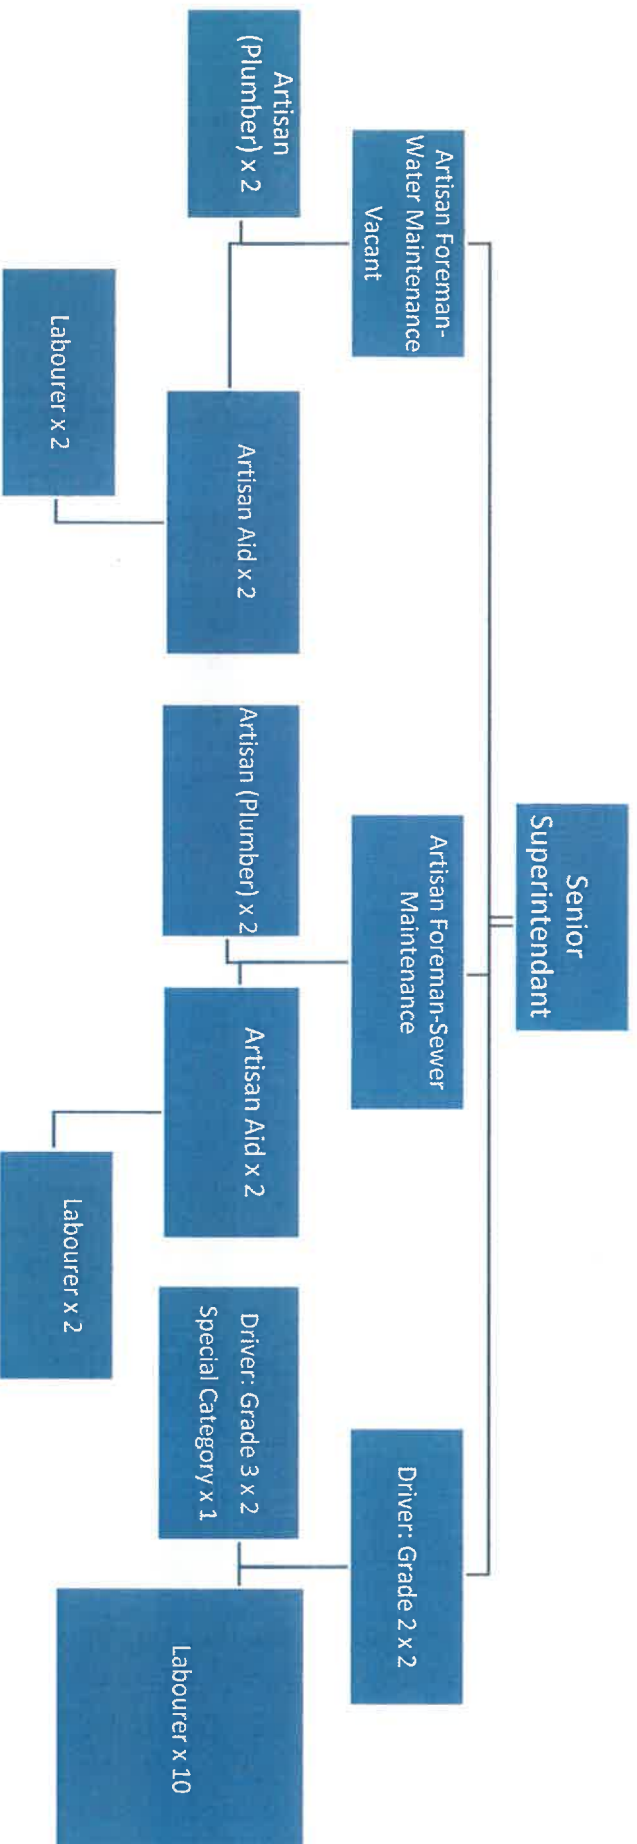 Senior
Superintendant
Artisan Foreman-
Water Maintenance
Vacant
Artisan Foreman-Sewer
Maintenance
Driver: Grade 2 x 2
Artisan
(Plumber) x 2
Artisan Aid x 2
Artisan (Plumber) x 2
Artisan Aid x 2
Driver: Grade 3 x 2
Special Category x 1
Labourer x 10
Labourer x 2
Labourer x 2